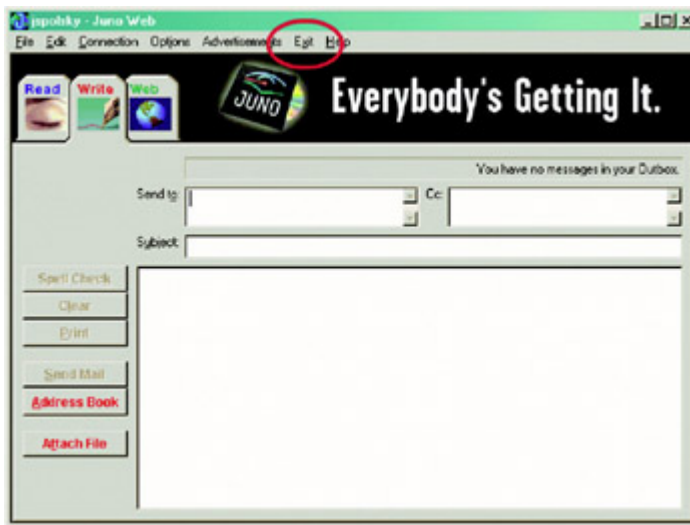 jspolsky - Juno Web
File Edit Connection Options Advertisements Exit Help
Read Write Web
JUNO Everybody's Getting It.
You have no messages in your Outbox.
Send to: Cc:
Subject:
Spell Check
Clear
Print
Send Mail
Address Book
Attach File